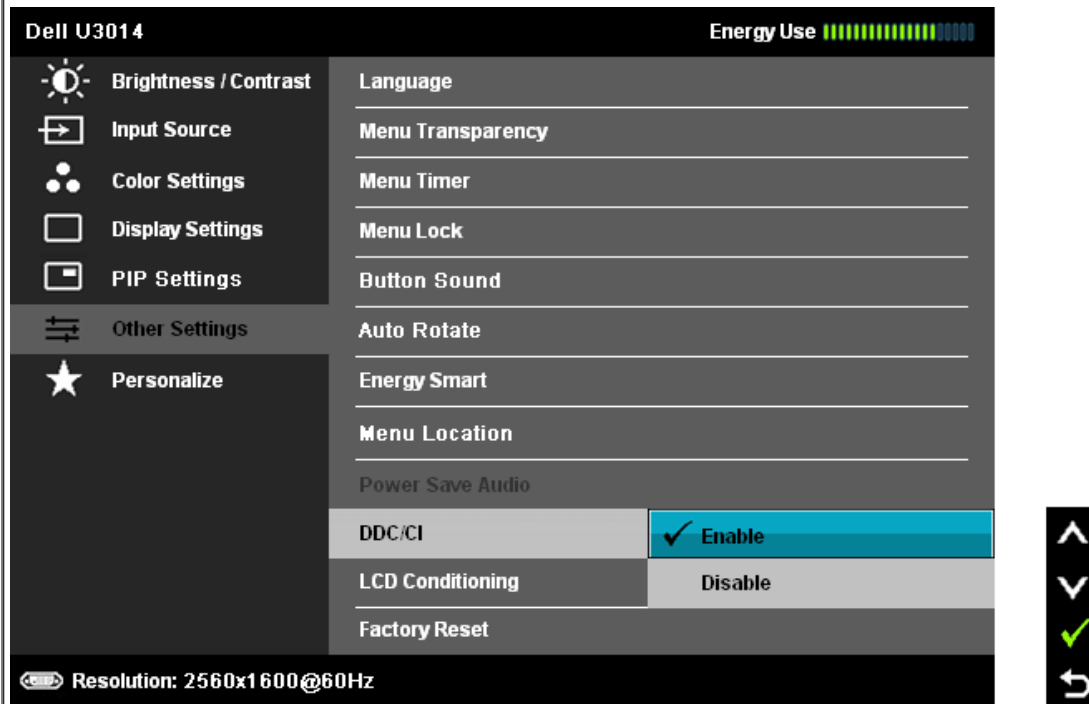 Dell U3014
Energy Use
Brightness / Contrast
Input Source
Color Settings
Display Settings
PIP Settings
Other Settings
Personalize
Language
Menu Transparency
Menu Timer
Menu Lock
Button Sound
Auto Rotate
Energy Smart
Menu Location
Power Save Audio
DDC/CI
Enable
Disable
LCD Conditioning
Factory Reset
Resolution: 2560x1600@60Hz